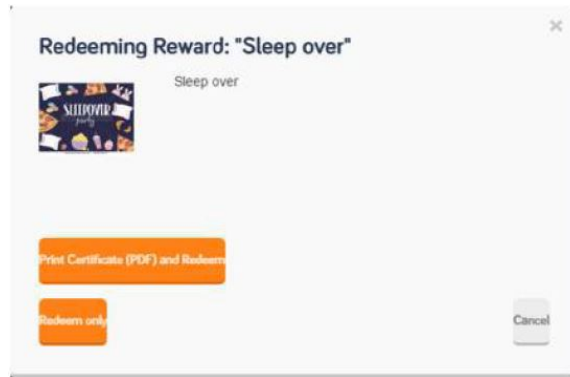 ×
Redeeming Reward: "Sleep over"
Sleep over
SLEEPOVER
party
Print Certificate (PDF) and Redeem
Redeem only
Cancel